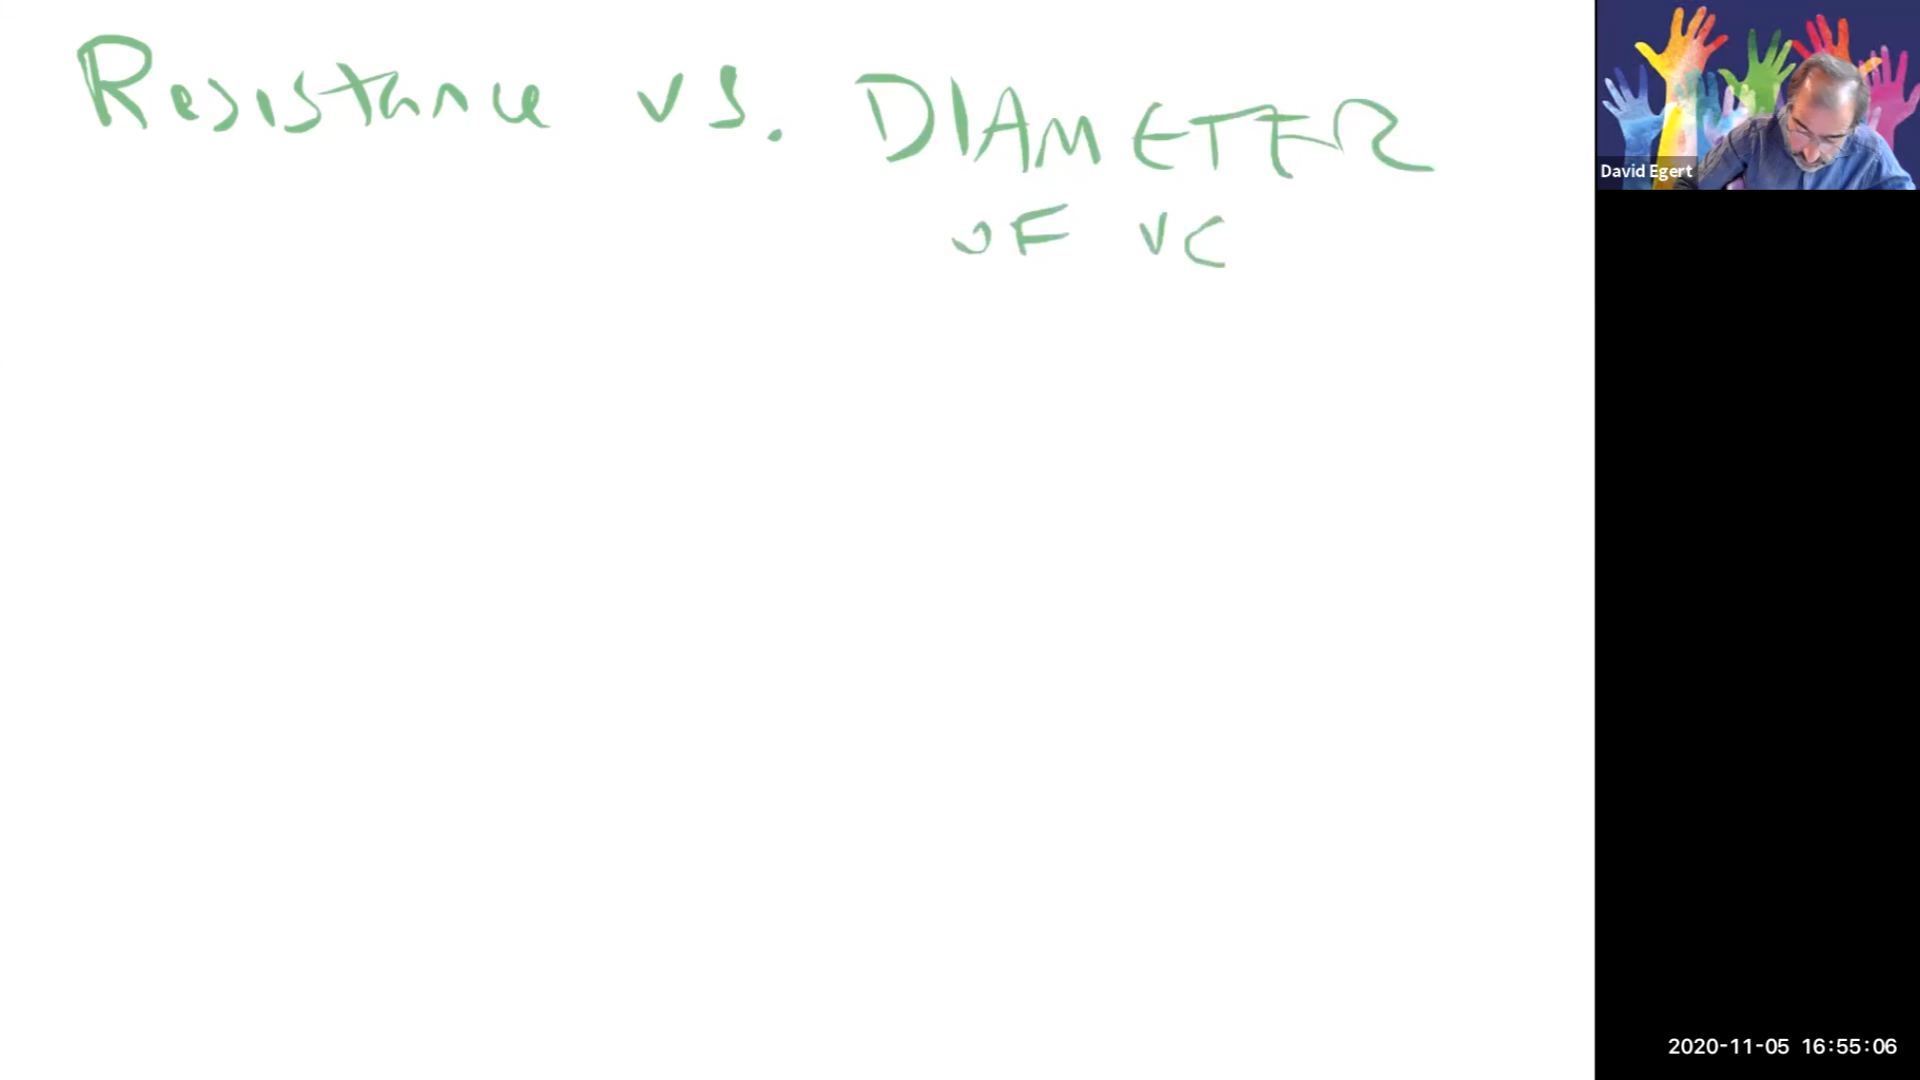 Resistance vs. DIAMETER
OF VC
David Egert
2020-11-05 16:55:06